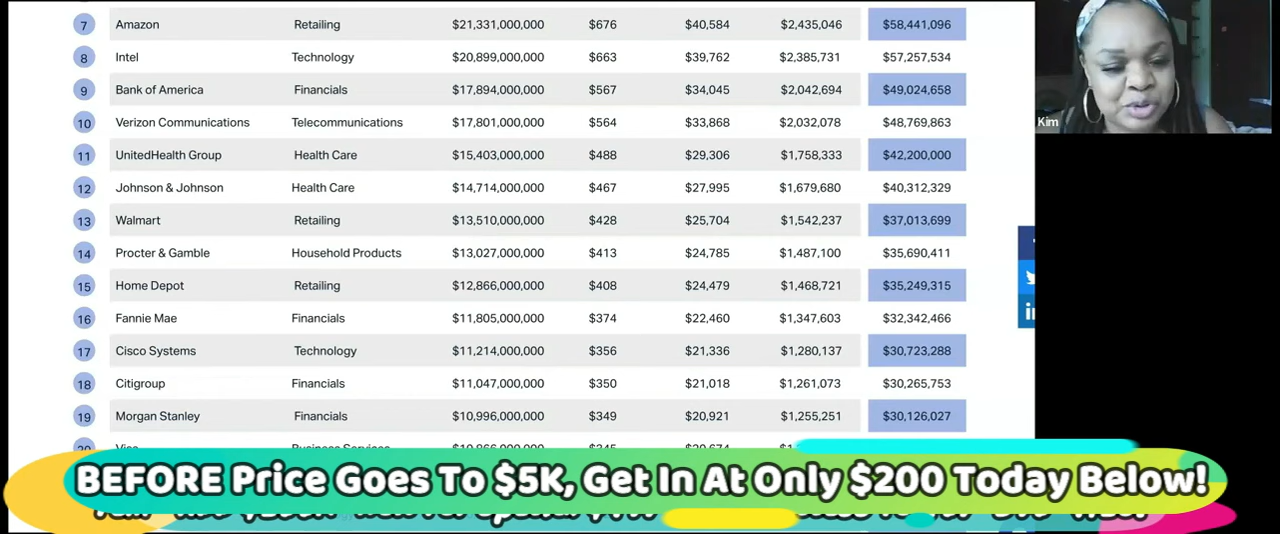 7 Amazon Retailing $21,331,000,000 $676 $40,584 $2,435,046 $58,441,096
8 Intel Technology $20,899,000,000 $663 $39,762 $2,385,731 $57,257,534
9 Bank of America Financials $17,894,000,000 $567 $34,045 $2,042,694 $49,024,658
10 Verizon Communications Telecommunications $17,801,000,000 $564 $33,868 $2,032,078 $48,769,863
11 UnitedHealth Group Health Care $15,403,000,000 $488 $29,306 $1,758,333 $42,200,000
12 Johnson & Johnson Health Care $14,714,000,000 $467 $27,995 $1,679,680 $40,312,329
13 Walmart Retailing $13,510,000,000 $428 $25,704 $1,542,237 $37,013,699
14 Procter & Gamble Household Products $13,027,000,000 $413 $24,785 $1,487,100 $35,690,411
15 Home Depot Retailing $12,866,000,000 $408 $24,479 $1,468,721 $35,249,315
16 Fannie Mae Financials $11,805,000,000 $374 $22,460 $1,347,603 $32,342,466
17 Cisco Systems Technology $11,214,000,000 $356 $21,336 $1,280,137 $30,723,288
18 Citigroup Financials $11,047,000,000 $350 $21,018 $1,261,073 $30,265,753
19 Morgan Stanley Financials $10,996,000,000 $349 $20,921 $1,255,251 $30,126,027
20 Visa Business Services $10,866,000,000 $345 $20,674
Kim
BEFORE Price Goes To $5K, Get In At Only $200 Today Below!